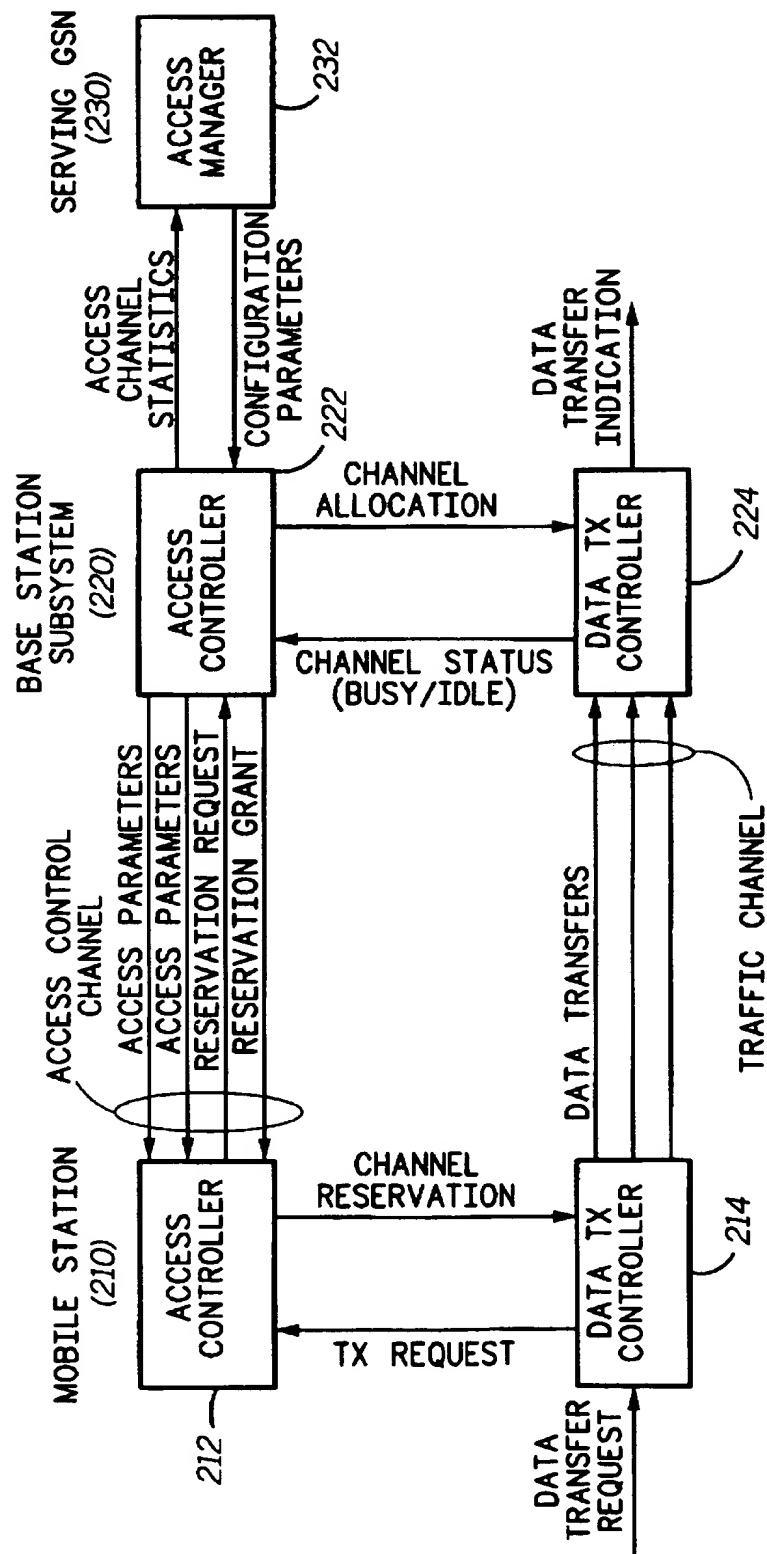 MOBILE STATION
(210)
ACCESS
CONTROLLER
212
ACCESS CONTROL
CHANNEL
ACCESS PARAMETERS
ACCESS PARAMETERS
RESERVATION REQUEST
RESERVATION GRANT
BASE STATION
SUBSYSTEM
(220)
ACCESS
CONTROLLER
222
ACCESS
CHANNEL
STATISTICS
CONFIGURATION
PARAMETERS
SERVING GSN
(230)
ACCESS
MANAGER
232
TX REQUEST
CHANNEL
RESERVATION
CHANNEL STATUS
(BUSY/IDLE)
CHANNEL
ALLOCATION
DATA
TRANSFER
REQUEST
DATA TX
CONTROLLER
214
DATA TRANSFERS
TRAFFIC CHANNEL
DATA TX
CONTROLLER
224
DATA
TRANSFER
INDICATION